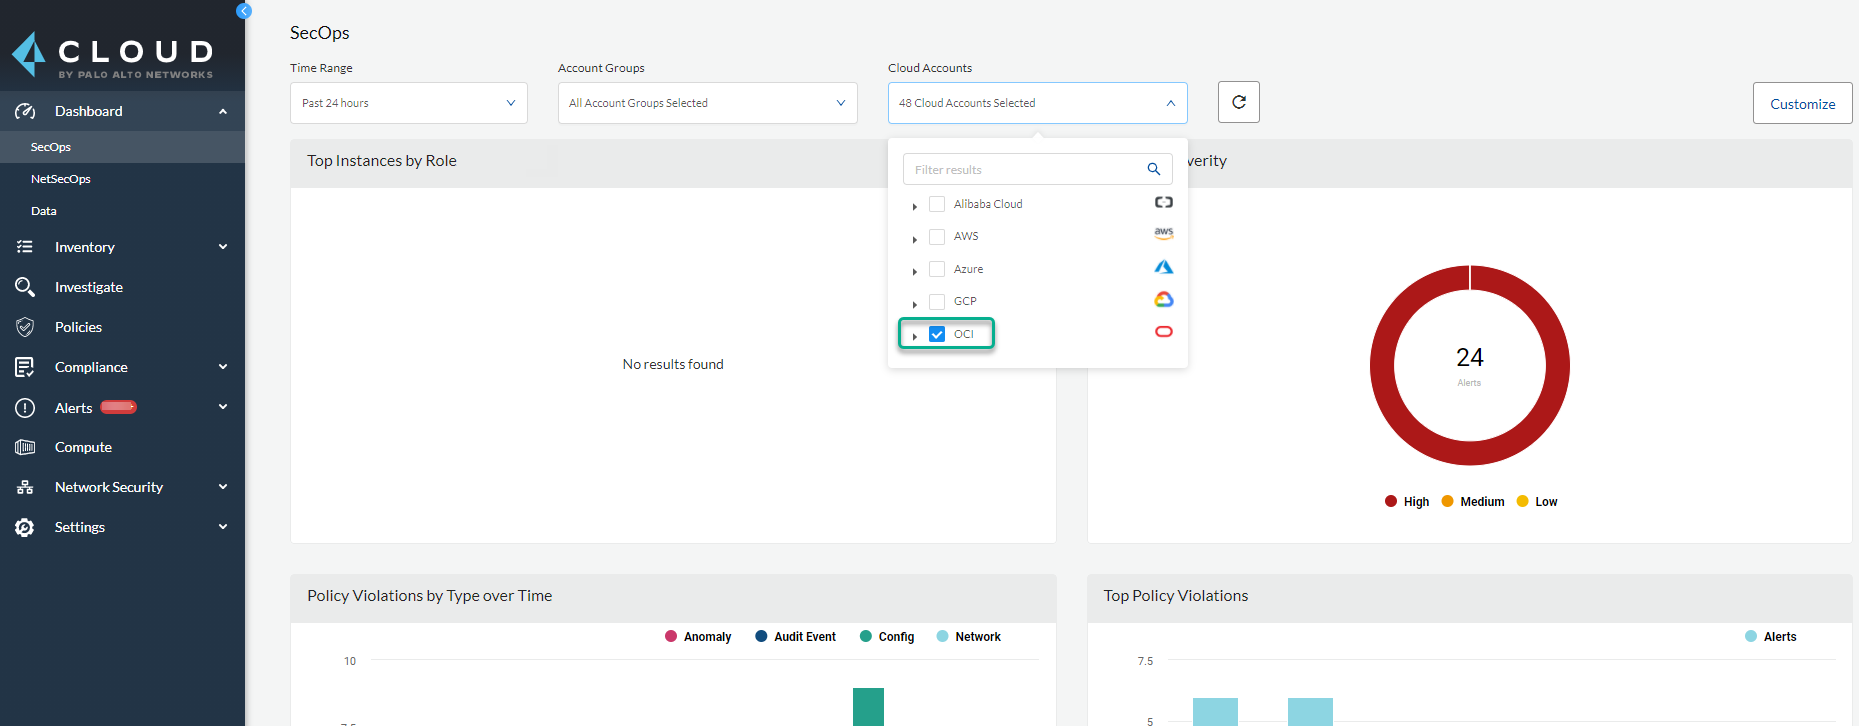 CLOUD
BY PALO ALTO NETWORKS
Dashboard
SecOps
NetSecOps
Data
Inventory
Investigate
Policies
Compliance
Alerts
Compute
Network Security
Settings
SecOps
Time Range
Past 24 hours
Account Groups
All Account Groups Selected
Cloud Accounts
48 Cloud Accounts Selected
Customize
Filter results
Alibaba Cloud
AWS
aws
Azure
GCP
OCI
Top Instances by Role
No results found
verity
24
Alerts
High Medium Low
Policy Violations by Type over Time
Anomaly Audit Event Config Network
10
Top Policy Violations
Alerts
7.5
5